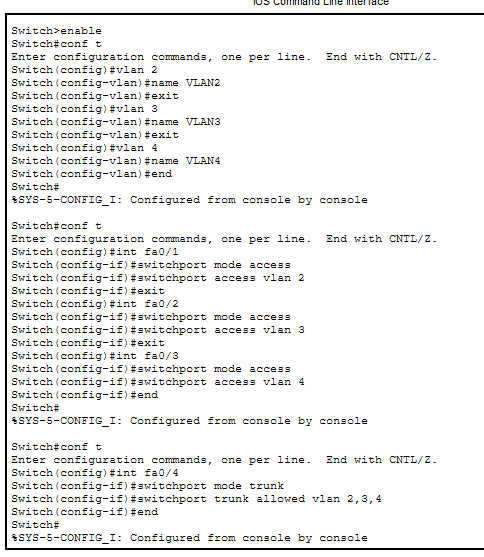 IOS Command Line Interface
Switch>enable
Switch#conf t
Enter configuration commands, one per line.  End with CNTL/Z.
Switch(config)#vlan 2
Switch(config-vlan)#name VLAN2
Switch(config-vlan)#exit
Switch(config)#vlan 3
Switch(config-vlan)#name VLAN3
Switch(config-vlan)#exit
Switch(config)#vlan 4
Switch(config-vlan)#name VLAN4
Switch(config-vlan)#end
Switch#
%SYS-5-CONFIG_I: Configured from console by console
Switch#conf t
Enter configuration commands, one per line.  End with CNTL/Z.
Switch(config)#int fa0/1
Switch(config-if)#switchport mode access
Switch(config-if)#switchport access vlan 2
Switch(config-if)#exit
Switch(config)#int fa0/2
Switch(config-if)#switchport mode access
Switch(config-if)#switchport access vlan 3
Switch(config-if)#exit
Switch(config)#int fa0/3
Switch(config-if)#switchport mode access
Switch(config-if)#switchport access vlan 4
Switch(config-if)#end
Switch#
%SYS-5-CONFIG_I: Configured from console by console
Switch#conf t
Enter configuration commands, one per line.  End with CNTL/Z.
Switch(config)#int fa0/4
Switch(config-if)#switchport mode trunk
Switch(config-if)#switchport trunk allowed vlan 2,3,4
Switch(config-if)#end
Switch#
%SYS-5-CONFIG_I: Configured from console by console